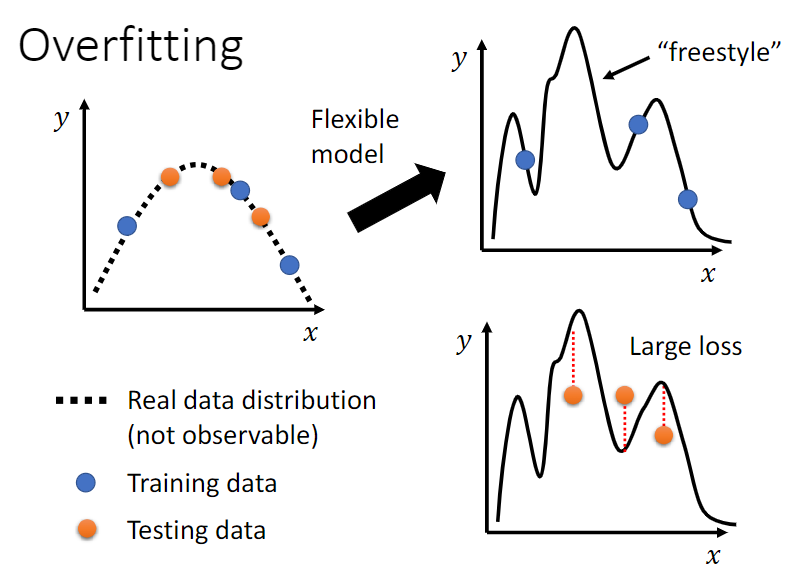 Overfitting
y
x
Flexible
model
y
"freestyle"
x
Real data distribution
(not observable)
Training data
Testing data
y
Large loss
x